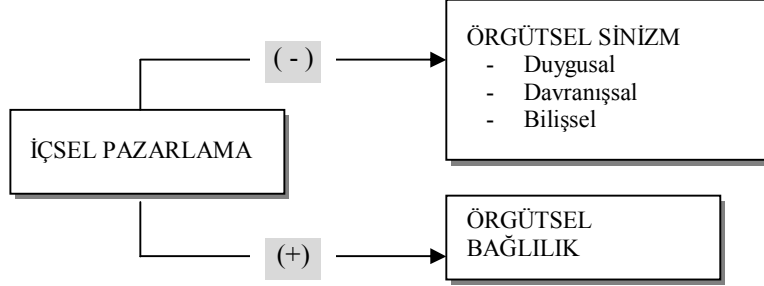 ( - )
ÖRGÜTSEL SİNİZM
- Duygusal
- Davranışsal
- Bilişsel
İÇSEL PAZARLAMA
ÖRGÜTSEL
BAĞLILIK
(+)